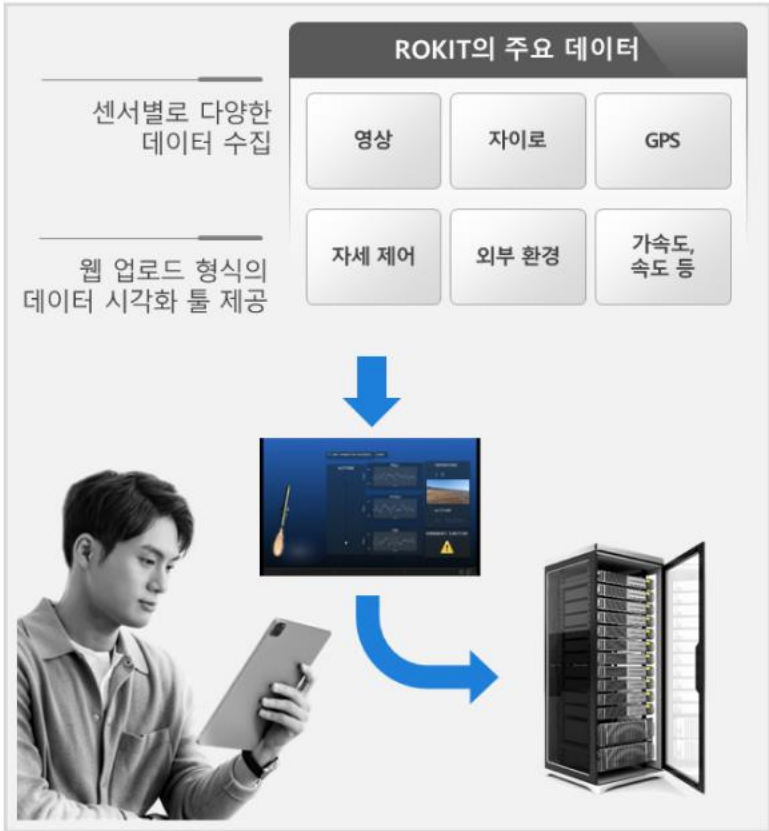 ROKIT의 주요 데이터
센서별로 다양한
데이터 수집
영상
자이로
GPS
웹 업로드 형식의
데이터 시각화 툴 제공
자세 제어
외부 환경
가속도,
속도 등